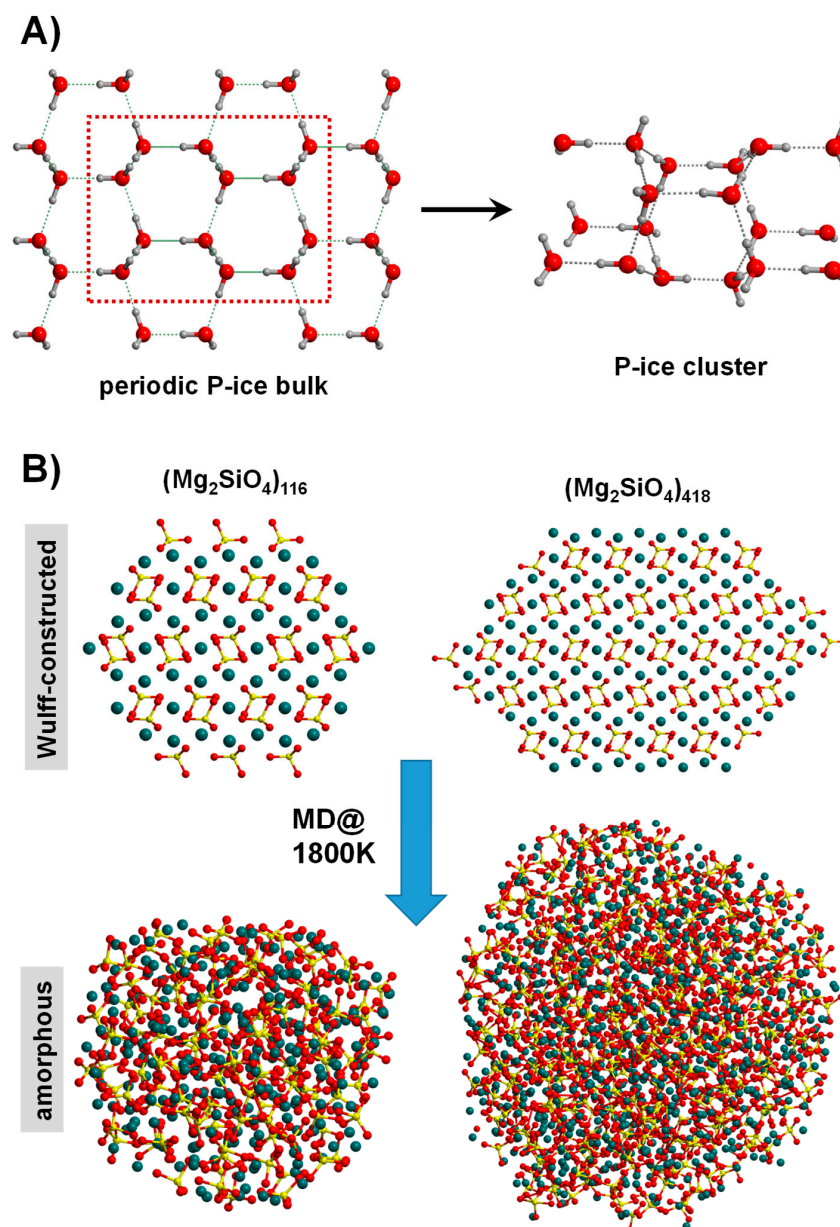 A)
periodic P-ice bulk
P-ice cluster
B)
(Mg₂SiO₄)₁₁₆
(Mg₂SiO₄)₄₁₈
Wulff-constructed
MD@
1800K
amorphous